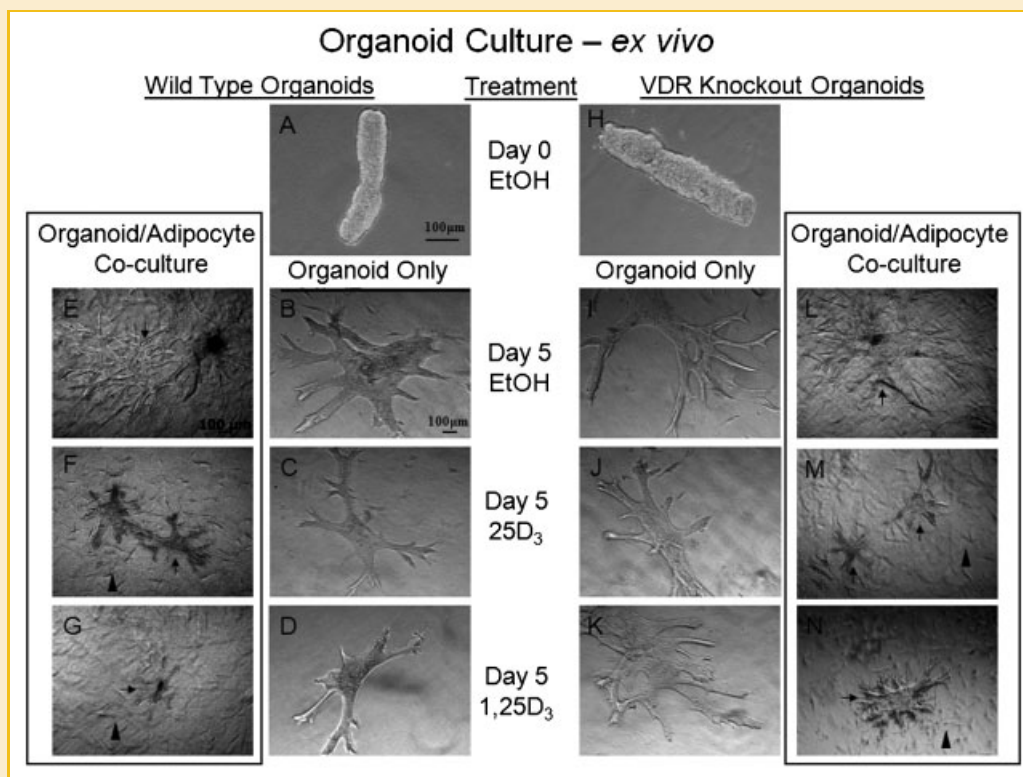 Organoid Culture – ex vivo
Wild Type Organoids
Treatment
VDR Knockout Organoids
A
100µm
Day 0
EtOH
H
Organoid/Adipocyte
Co-culture
Organoid Only
Organoid Only
Organoid/Adipocyte
Co-culture
E
100 µm
B
100 µm
Day 5
EtOH
I
L
F
C
Day 5
25D₃
J
M
G
D
Day 5
1,25D₃
K
N